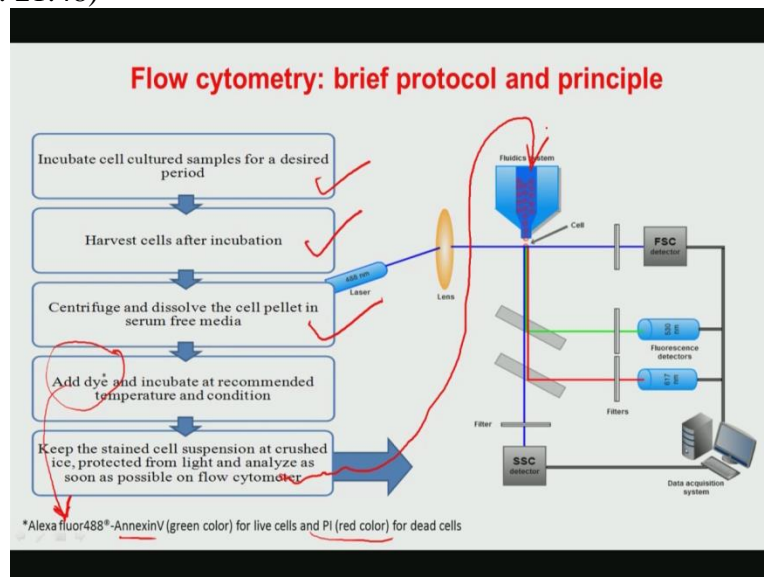 : 21:48)
Flow cytometry: brief protocol and principle
Incubate cell cultured samples for a desired
period
Harvest cells after incubation
Centrifuge and dissolve the cell pellet in
serum free media
Add dye* and incubate at recommended
temperature and condition
Keep the stained cell suspension at crushed
ice, protected from light and analyze as
soon as possible on flow cytometer
Fluidics system
Cell
488 nm
Laser
Lens
FSC
detector
530
nm
Fluorescence
detectors
617
nm
Filters
Filter
SSC
detector
Data acquisition
system
*Alexa fluor488®-AnnexinV (green color) for live cells and PI (red color) for dead cells